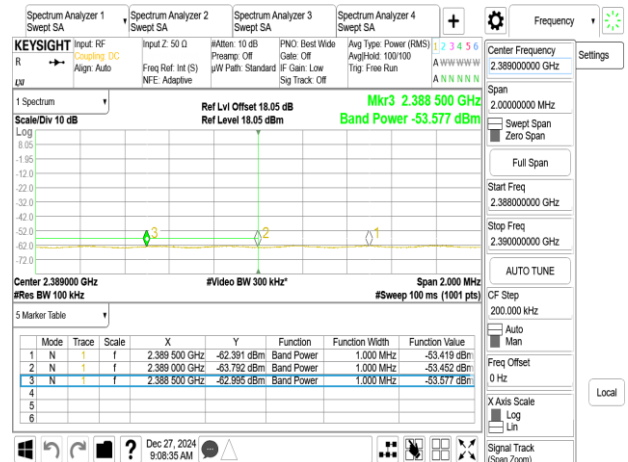 Spectrum Analyzer 1
Swept SA
Spectrum Analyzer 2
Swept SA
Spectrum Analyzer 3
Swept SA
Spectrum Analyzer 4
Swept SA
+
Frequency
KEYSIGHT
R
Input: RF
Coupling: DC
Align: Auto
Input Z: 50 Ω
Freq Ref: Int (S)
NFE: Adaptive
#Atten: 10 dB
Preamp: Off
µW Path: Standard
PNO: Best Wide
Gate: Off
IF Gain: Low
Sig Track: Off
Avg Type: Power (RMS)
Avg|Hold: 100/100
Trig: Free Run
1 2 3 4 5 6
A W W W W W
A N N N N N
1 Spectrum
Scale/Div 10 dB
Ref Lvl Offset 18.05 dB
Ref Level 18.05 dBm
Mkr3 2.388 500 GHz
Band Power -53.577 dBm
Log
8.05
-1.95
-12.0
-22.0
-32.0
-42.0
-52.0
-62.0
-72.0
3
2
1
Center 2.389000 GHz
#Res BW 100 kHz
#Video BW 300 kHz*
Span 2.000 MHz
#Sweep 100 ms (1001 pts)
5 Marker Table
Mode Trace Scale X Y Function Function Width Function Value
1 N 1 f 2.389 500 GHz -62.391 dBm Band Power 1.000 MHz -53.419 dBm
2 N 1 f 2.389 000 GHz -63.792 dBm Band Power 1.000 MHz -53.452 dBm
3 N 1 f 2.388 500 GHz -62.995 dBm Band Power 1.000 MHz -53.577 dBm
4
5
6
?
Dec 27, 2024
9:08:35 AM
Center Frequency
2.389000000 GHz
Settings
Span
2.00000000 MHz
Swept Span
Zero Span
Full Span
Start Freq
2.388000000 GHz
Stop Freq
2.390000000 GHz
AUTO TUNE
CF Step
200.000 kHz
Auto
Man
Freq Offset
0 Hz
X Axis Scale
Log
Lin
Local
Signal Track
(Span Zoom)